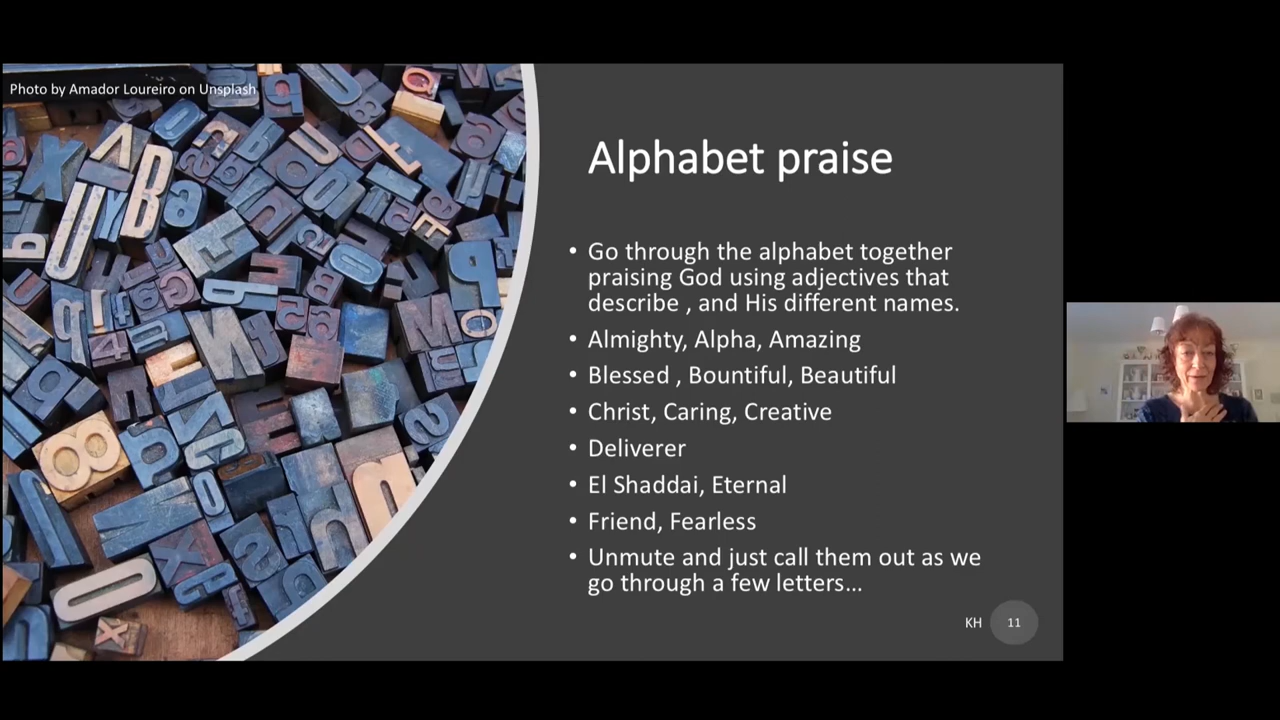 Photo by Amador Loureiro on Unsplash
Alphabet praise
• Go through the alphabet together
praising God using adjectives that
describe , and His different names.
• Almighty, Alpha, Amazing
• Blessed , Bountiful, Beautiful
• Christ, Caring, Creative
• Deliverer
• El Shaddai, Eternal
• Friend, Fearless
• Unmute and just call them out as we
go through a few letters…
KH 11